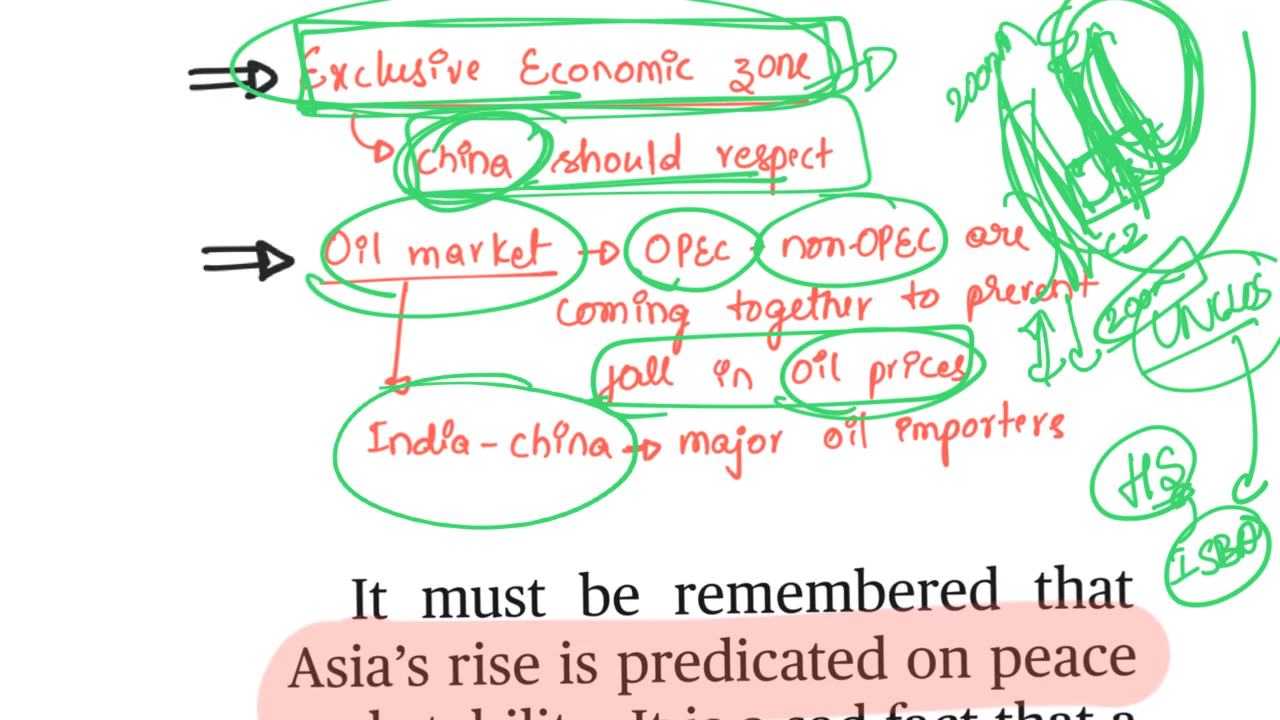 Exclusive Economic zone
china should respect
200nm
Oil market → OPEC non-OPEC are
coming together to prevent
200nm
UNCLOS
fall in oil prices
India - china → major oil importers
HS
ISBA
It must be remembered that
Asia's rise is predicated on peace